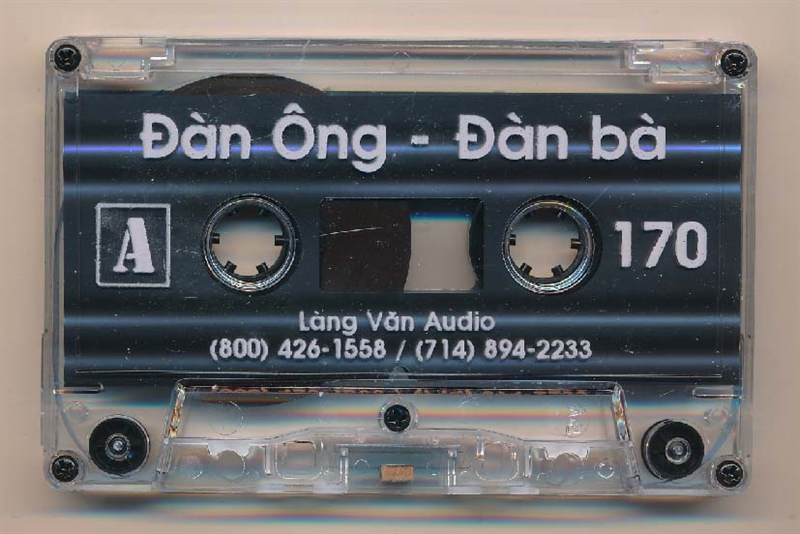 Đàn Ông - Đàn bà
A
170
Làng Văn Audio
(800) 426-1558 / (714) 894-2233